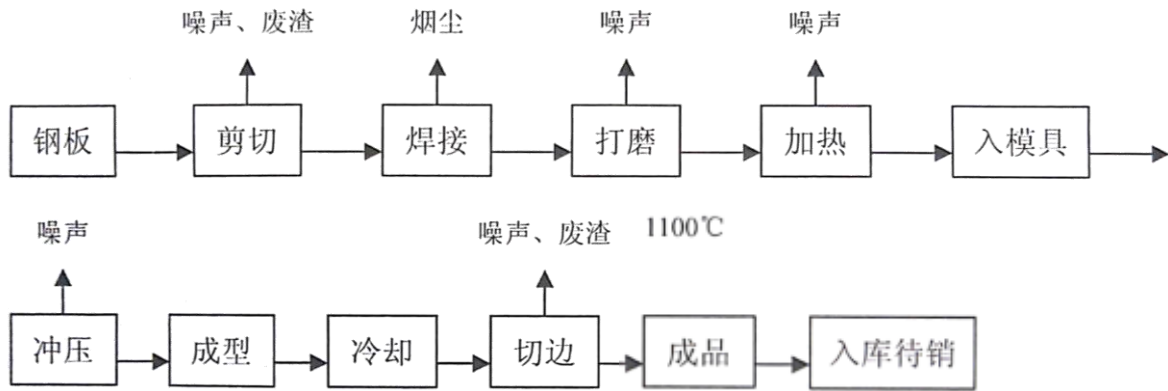 噪声、废渣 烟尘 噪声 噪声
钢板 剪切 焊接 打磨 加热 入模具
噪声 噪声、废渣 1100℃
冲压 成型 冷却 切边 成品 入库待销